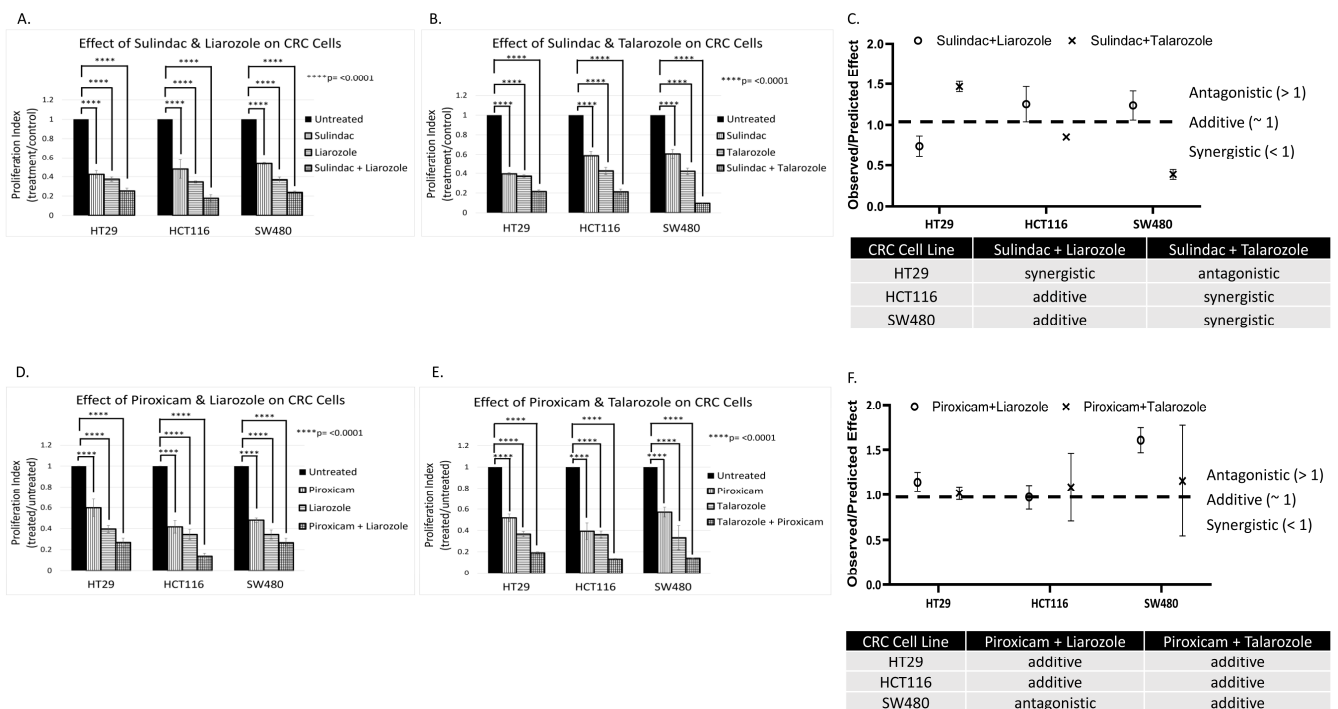 A.
Effect of Sulindac & Liarozole on CRC Cells
****p= <0.0001
**** **** ****
**** **** ****
**** **** ****
Proliferation Index
(treatment/control)
1.2
1
0.8
0.6
0.4
0.2
0
HT29 HCT116 SW480
Untreated
Sulindac
Liarozole
Sulindac + Liarozole
B.
Effect of Sulindac & Talarozole on CRC Cells
****p= <0.0001
**** **** ****
**** **** ****
**** **** ****
Proliferation Index
(treatment/control)
1.2
1
0.8
0.6
0.4
0.2
0
HT29 HCT116 SW480
Untreated
Sulindac
Talarozole
Sulindac + Talarozole
C.
Sulindac+Liarozole Sulindac+Talarozole
Observed/Predicted Effect
2.0
1.5
1.0
0.5
0.0
HT29 HCT116 SW480
Antagonistic (> 1)
Additive (~ 1)
Synergistic (< 1)
CRC Cell Line Sulindac + Liarozole Sulindac + Talarozole
HT29 synergistic antagonistic
HCT116 additive synergistic
SW480 additive synergistic
D.
Effect of Piroxicam & Liarozole on CRC Cells
****p= <0.0001
**** **** ****
**** **** ****
**** **** ****
Proliferation Index
(treated/untreated)
1.2
1
0.8
0.6
0.4
0.2
0
HT29 HCT116 SW480
Untreated
Piroxicam
Liarozole
Piroxicam + Liarozole
E.
Effect of Piroxicam & Talarozole on CRC Cells
****p= <0.0001
**** **** ****
**** **** ****
**** **** ****
Proliferation Index
(treated/untreated)
1.2
1
0.8
0.6
0.4
0.2
0
HT29 HCT116 SW480
Untreated
Piroxicam
Talarozole
Talarozole + Piroxicam
F.
Piroxicam+Liarozole Piroxicam+Talarozole
Observed/Predicted Effect
2.0
1.5
1.0
0.5
0.0
HT29 HCT116 SW480
Antagonistic (> 1)
Additive (~ 1)
Synergistic (< 1)
CRC Cell Line Piroxicam + Liarozole Piroxicam + Talarozole
HT29 additive additive
HCT116 additive additive
SW480 antagonistic additive